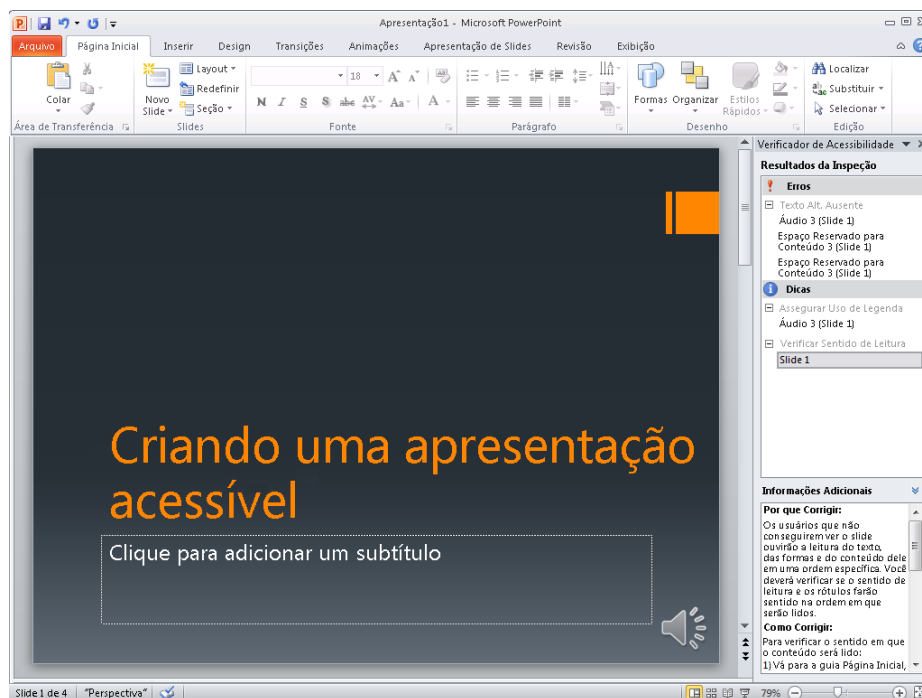 Apresentação1 - Microsoft PowerPoint
Arquivo Página Inicial Inserir Design Transições Animações Apresentação de Slides Revisão Exibição
Colar
Área de Transferência
Novo
Slide
Layout
Redefinir
Seção
Slides
18 A A
N I S S abc AV Aa A
Fonte
Parágrafo
Formas Organizar Estilos
Rápidos
Desenho
Localizar
Substituir
Selecionar
Edição
Criando uma apresentação
acessível
Clique para adicionar um subtítulo
Verificador de Acessibilidade
Resultados da Inspeção
Erros
Texto Alt. Ausente
Áudio 3 (Slide 1)
Espaço Reservado para
Conteúdo 3 (Slide 1)
Espaço Reservado para
Conteúdo 3 (Slide 1)
Dicas
Assegurar Uso de Legenda
Áudio 3 (Slide 1)
Verificar Sentido de Leitura
Slide 1
Informações Adicionais
Por que Corrigir:
Os usuários que não
conseguirem ver o slide
ouvirão a leitura do texto,
das formas e do conteúdo dele
em uma ordem específica. Você
deverá verificar se o sentido de
leitura e os rótulos farão
sentido na ordem em que
serão lidos.
Como Corrigir:
Para verificar o sentido em que
o conteúdo será lido:
1) Vá para a guia Página Inicial,
Slide 1 de 4 "Perspectiva" 79%